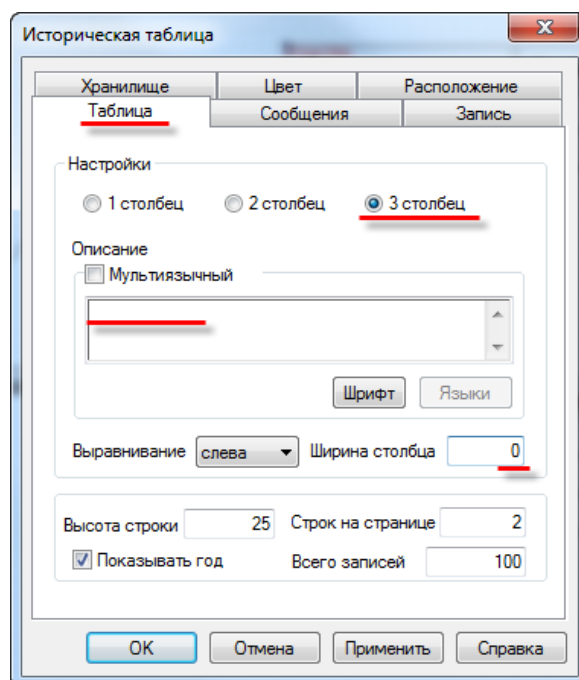 Историческая таблица
Хранилище Цвет Расположение
Таблица Сообщения Запись
Настройки
1 столбец 2 столбец 3 столбец
Описание
Мультиязычный
Шрифт Языки
Выравнивание слева Ширина столбца 0
Высота строки 25 Строк на странице 2
Показывать год Всего записей 100
OK Отмена Применить Справка